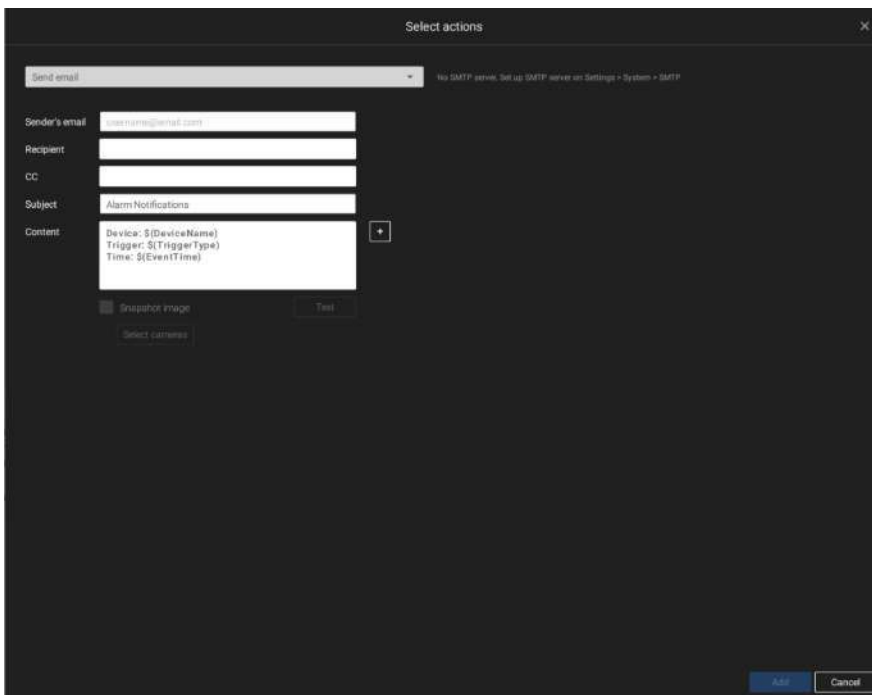 Select actions
Send email
No SMTP server, Set up SMTP server on Settings > System > SMTP
Sender's email
username@email.com
Recipient
CC
Subject
Alarm Notifications
Content
Device: $(DeviceName)
Trigger: $(TriggerType)
Time: $(EventTime)
+
Snapshot image
Test
Select cameras
Add
Cancel